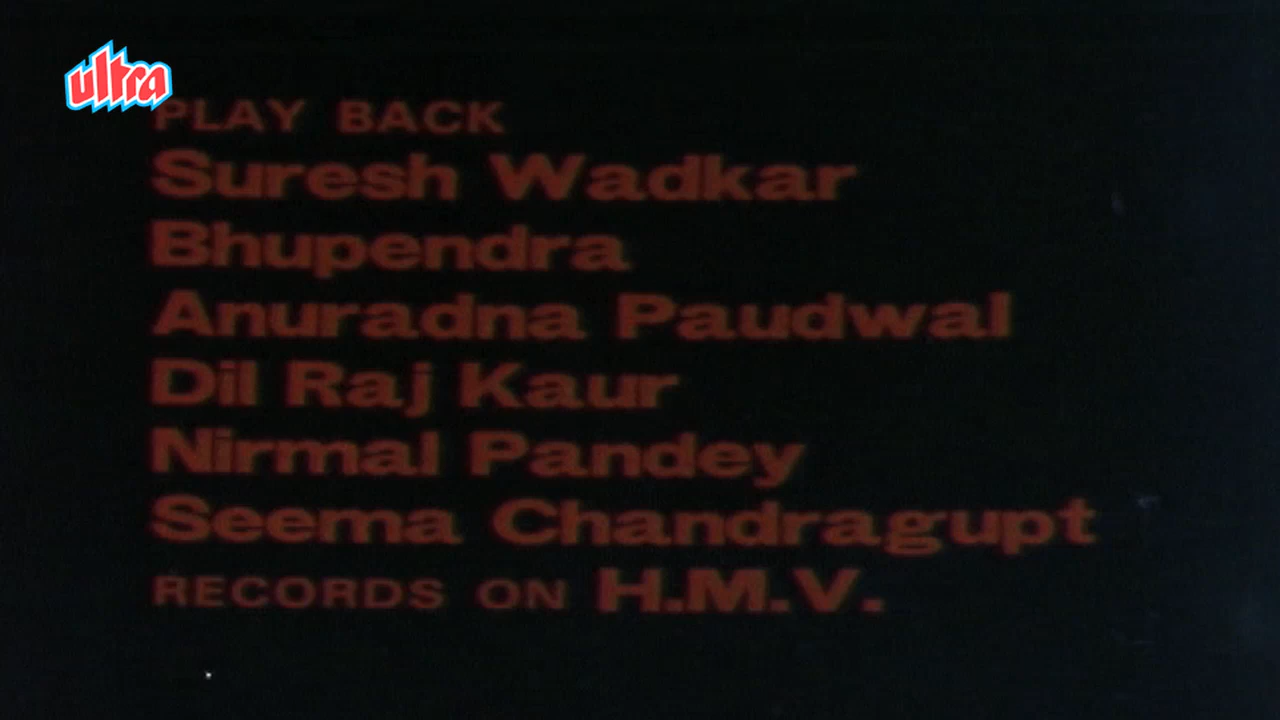 ultra
PLAY BACK
Suresh Wadkar
Bhupendra
Anuradna Paudwal
Dil Raj Kaur
Nirmal Pandey
Seema Chandragupt
RECORDS ON H.M.V.